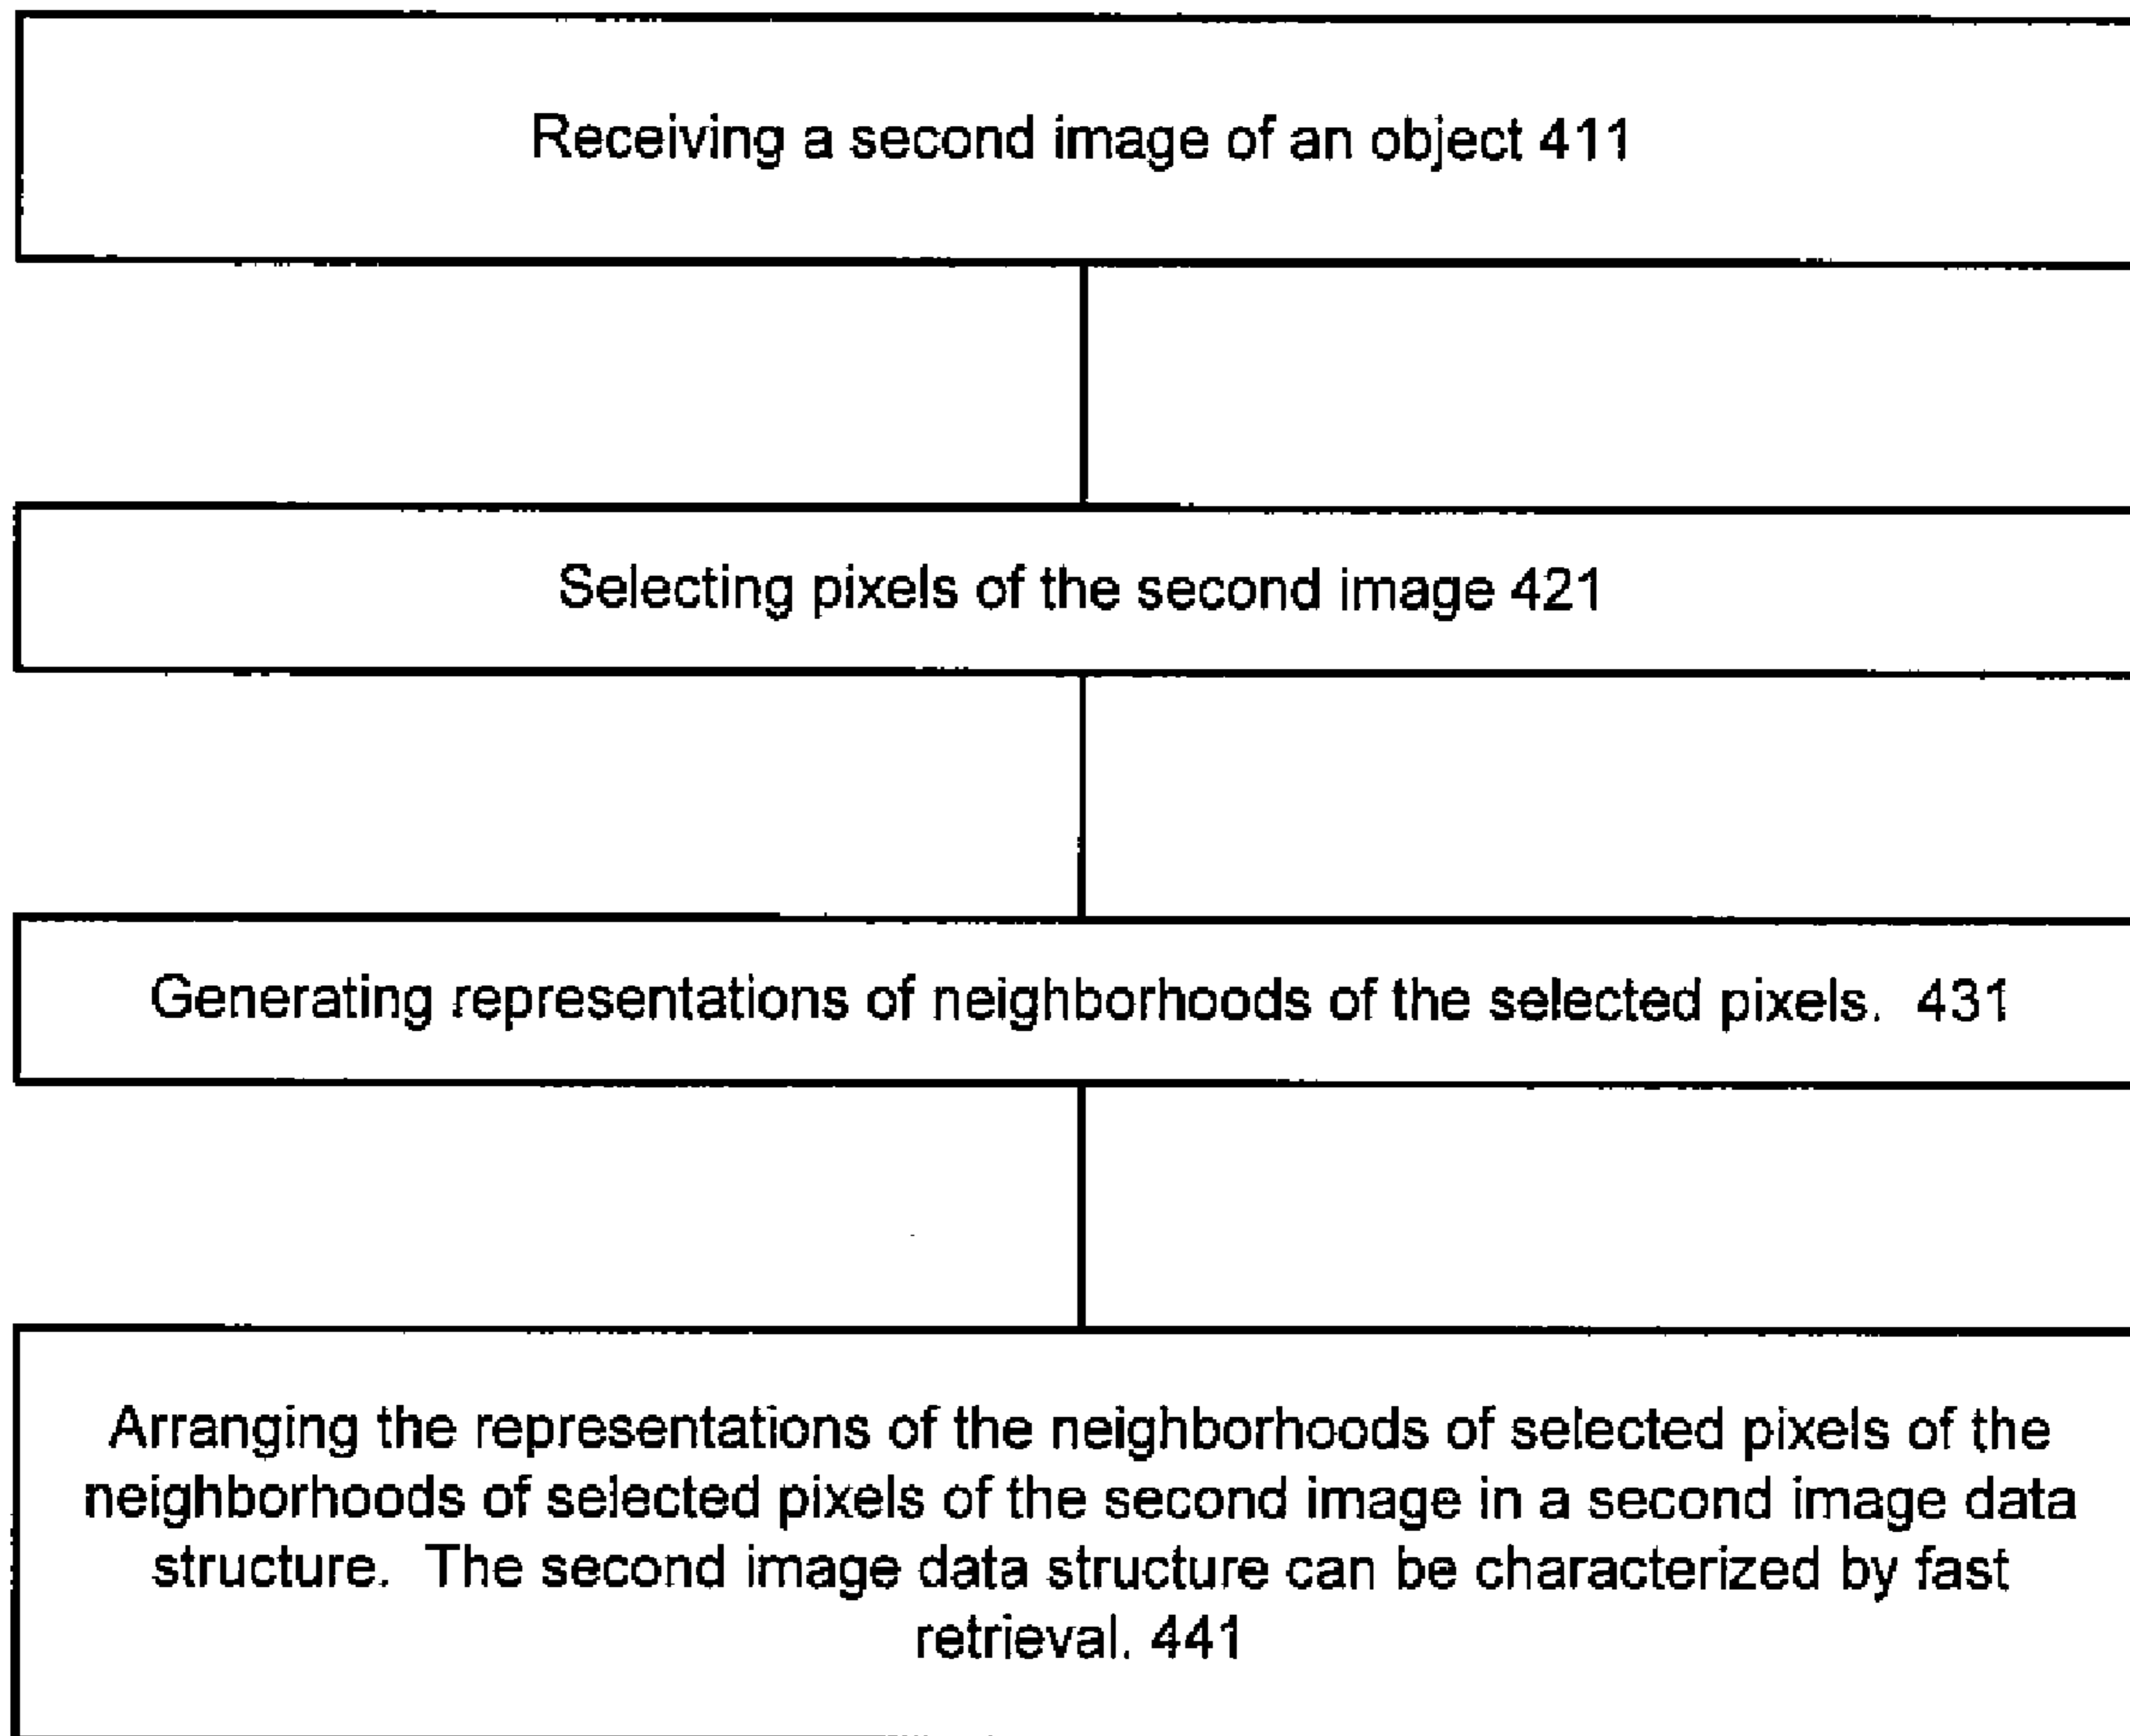 Receiving a second image of an object 411
Selecting pixels of the second image 421
Generating representations of neighborhoods of the selected pixels.  431
Arranging the representations of the neighborhoods of selected pixels of the
neighborhoods of selected pixels of the second image in a second image data
structure.  The second image data structure can be characterized by fast
retrieval. 441